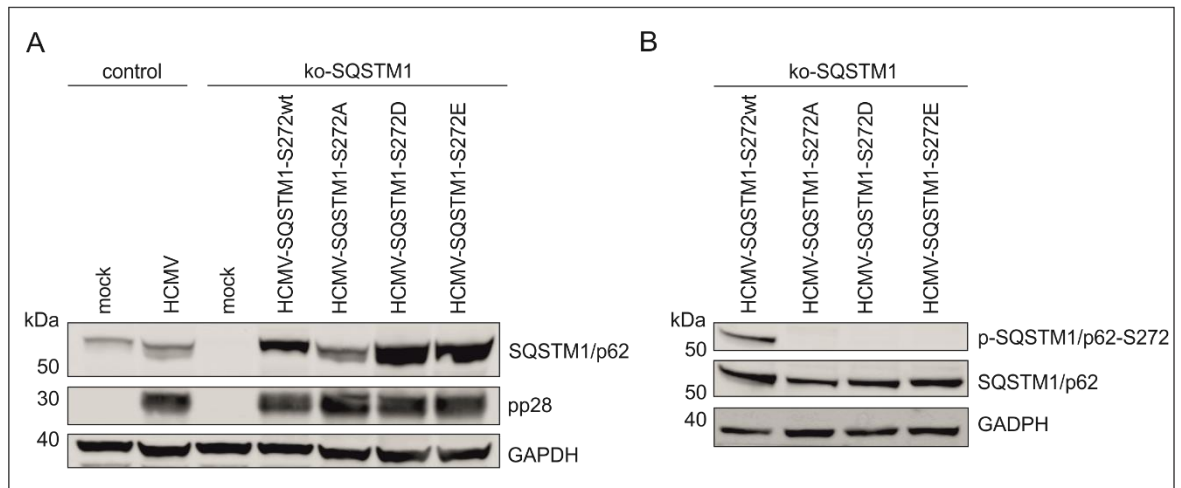 A
control
ko-SQSTM1
mock
HCMV
mock
HCMV-SQSTM1-S272wt
HCMV-SQSTM1-S272A
HCMV-SQSTM1-S272D
HCMV-SQSTM1-S272E
kDa
50
SQSTM1/p62
30
pp28
40
GAPDH
B
ko-SQSTM1
HCMV-SQSTM1-S272wt
HCMV-SQSTM1-S272A
HCMV-SQSTM1-S272D
HCMV-SQSTM1-S272E
kDa
50
p-SQSTM1/p62-S272
50
SQSTM1/p62
40
GADPH